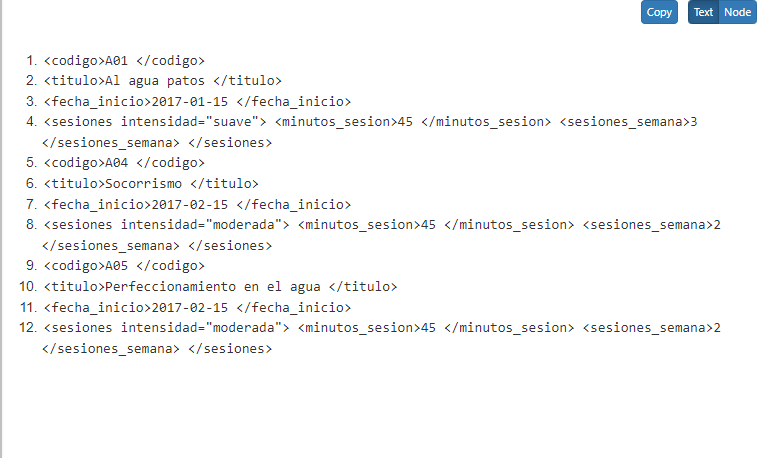 Copy Text Node
1. <codigo>A01 </codigo>
2. <titulo>Al agua patos </titulo>
3. <fecha_inicio>2017-01-15 </fecha_inicio>
4. <sesiones intensidad="suave"> <minutos_sesion>45 </minutos_sesion> <sesiones_semana>3
</sesiones_semana> </sesiones>
5. <codigo>A04 </codigo>
6. <titulo>Socorrismo </titulo>
7. <fecha_inicio>2017-02-15 </fecha_inicio>
8. <sesiones intensidad="moderada"> <minutos_sesion>45 </minutos_sesion> <sesiones_semana>2
</sesiones_semana> </sesiones>
9. <codigo>A05 </codigo>
10. <titulo>Perfeccionamiento en el agua </titulo>
11. <fecha_inicio>2017-02-15 </fecha_inicio>
12. <sesiones intensidad="moderada"> <minutos_sesion>45 </minutos_sesion> <sesiones_semana>2
</sesiones_semana> </sesiones>